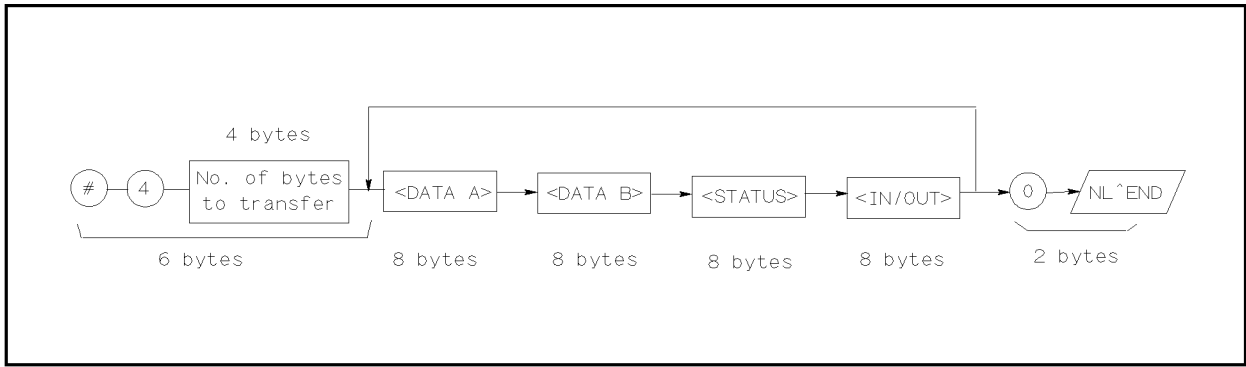 4 bytes
# 4 No. of bytes to transfer <DATA A> <DATA B> <STATUS> <IN/OUT> 0 NL^END
6 bytes 8 bytes 8 bytes 8 bytes 8 bytes 2 bytes